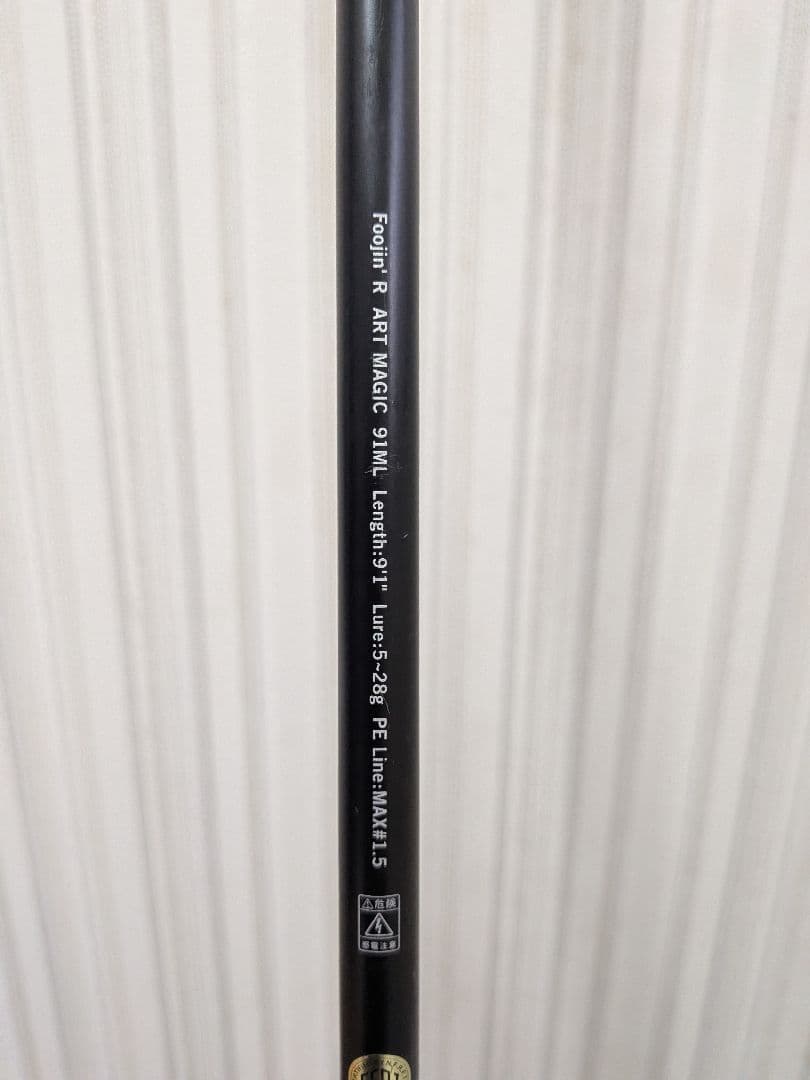 Foojin' R ART MAGIC 91ML Length:9'1" Lure:5~28g PE Line:MAX#1.5
危険
感電注意